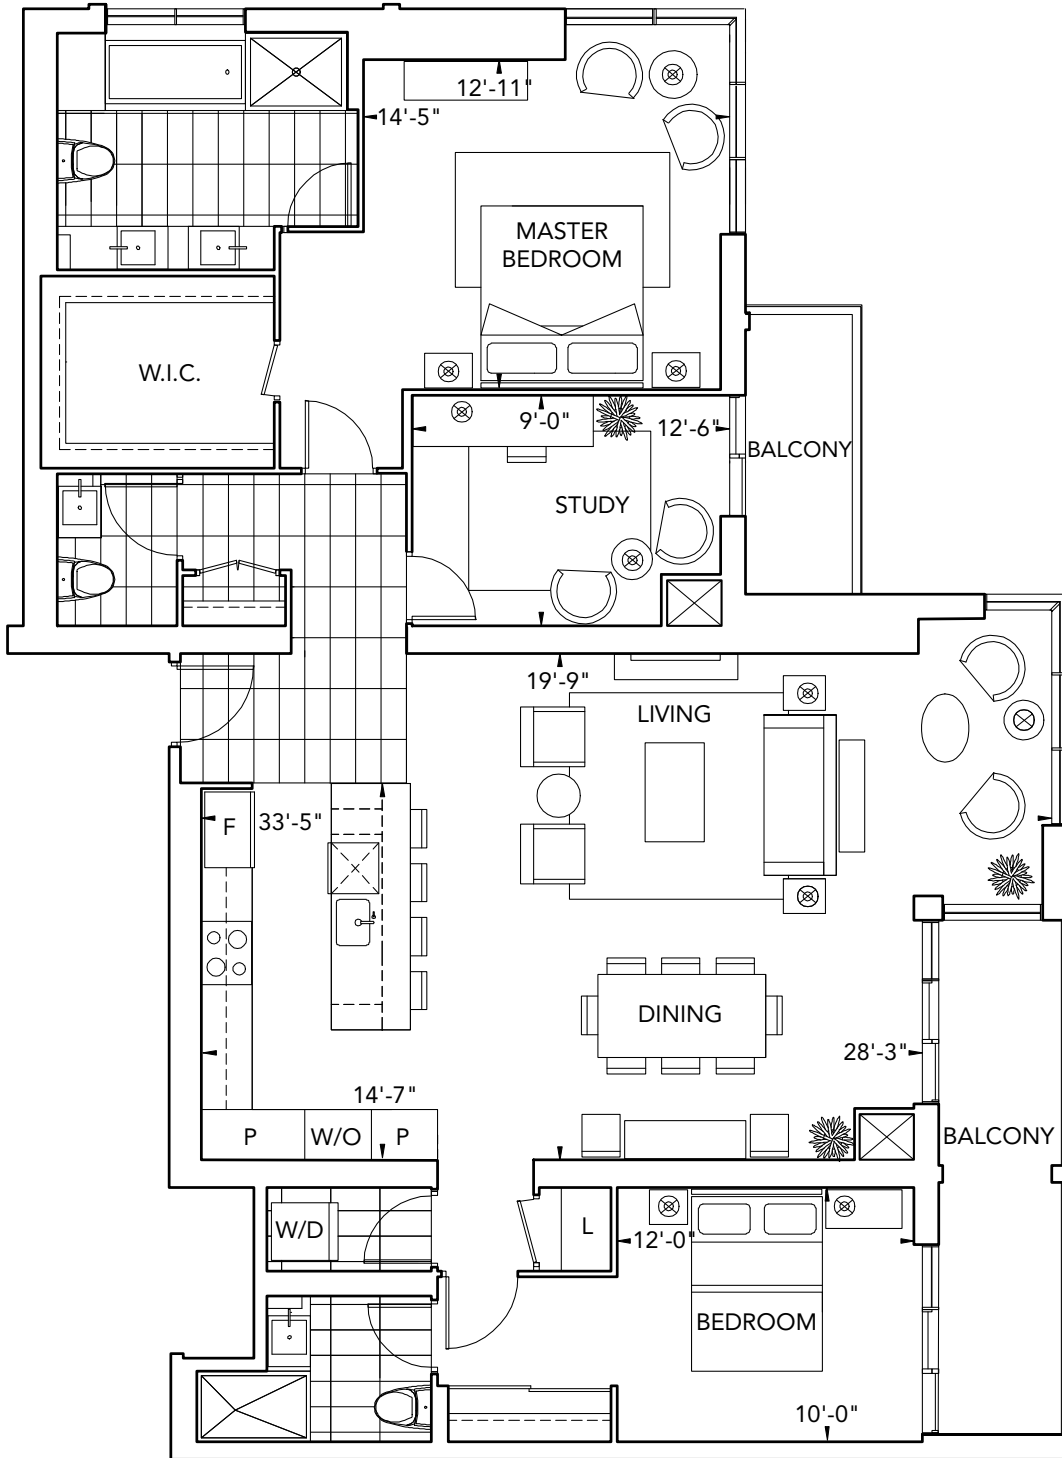 12'-11"
14'-5"
MASTER
BEDROOM
W.I.C.
9'-0"
12'-6"
BALCONY
STUDY
19'-9"
LIVING
F
33'-5"
DINING
28'-3"
14'-7"
P
W/O
P
BALCONY
W/D
L
12'-0"
BEDROOM
10'-0"